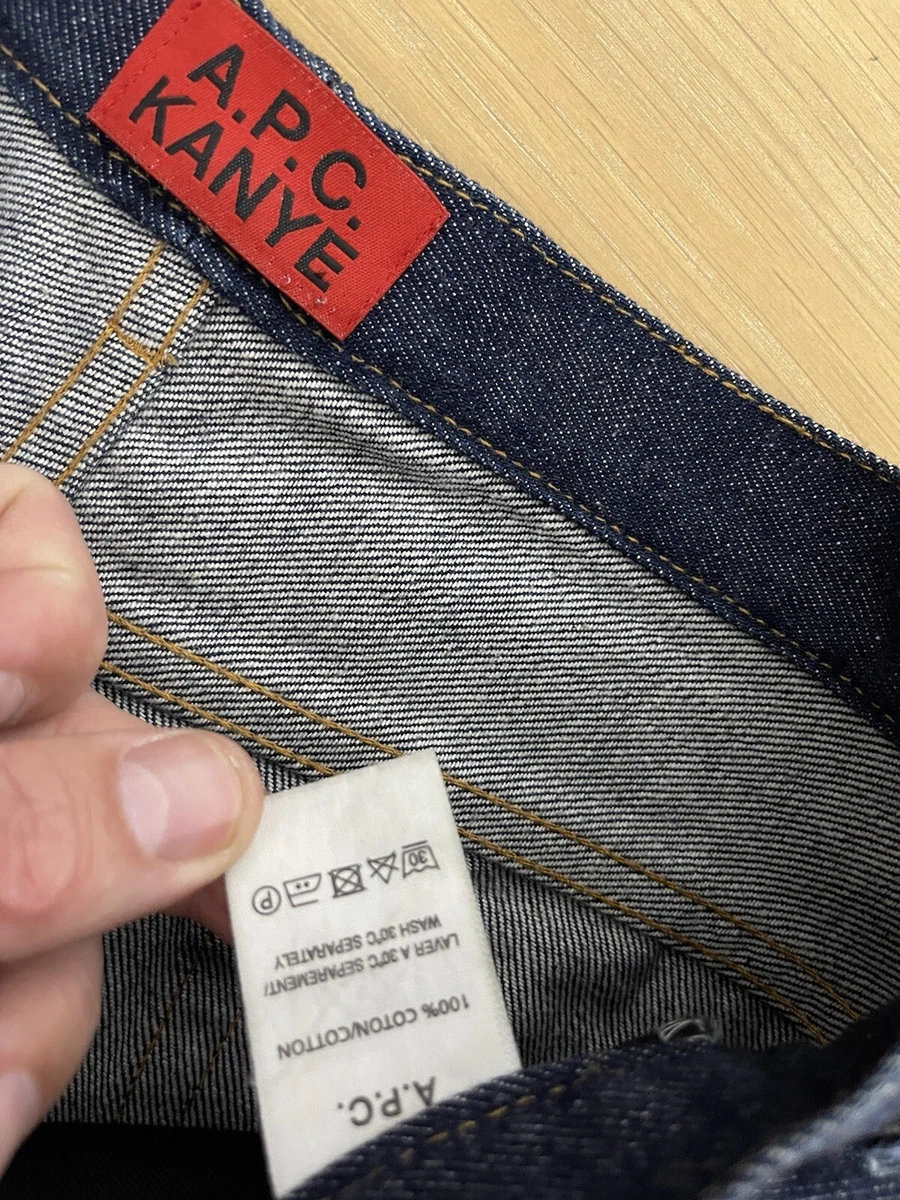 A.P.C.
KANYE
A.P.C.
100% COTON/COTTON
LAVER A 30°C SEPAREMENT/
WASH 30°C SEPARATELY
30 P